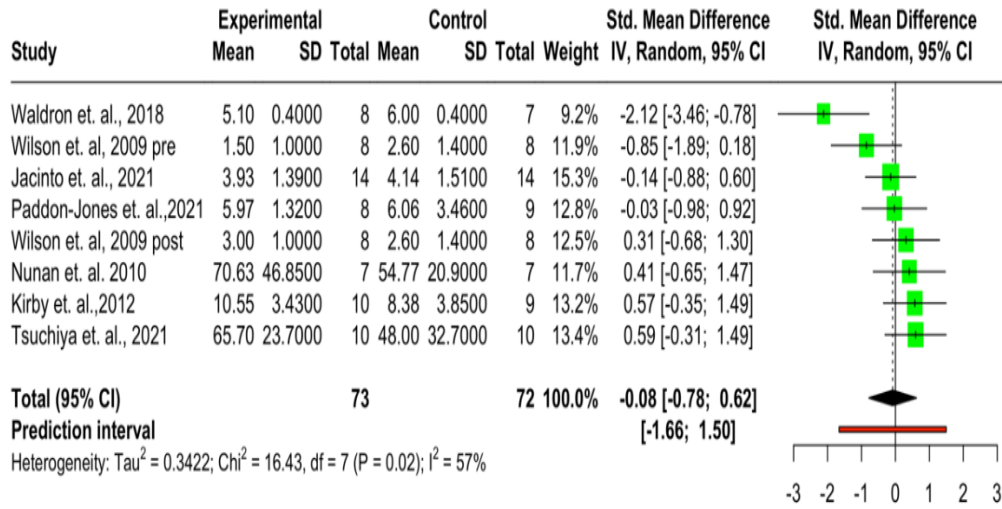 Experimental Control Std. Mean Difference Std. Mean Difference
Study Mean SD Total Mean SD Total Weight IV, Random, 95% CI IV, Random, 95% CI
Waldron et. al., 2018 5.10 0.4000 8 6.00 0.4000 7 9.2% -2.12 [-3.46; -0.78]
Wilson et. al, 2009 pre 1.50 1.0000 8 2.60 1.4000 8 11.9% -0.85 [-1.89; 0.18]
Jacinto et. al., 2021 3.93 1.3900 14 4.14 1.5100 14 15.3% -0.14 [-0.88; 0.60]
Paddon-Jones et. al.,2021 5.97 1.3200 8 6.06 3.4600 9 12.8% -0.03 [-0.98; 0.92]
Wilson et. al, 2009 post 3.00 1.0000 8 2.60 1.4000 8 12.5% 0.31 [-0.68; 1.30]
Nunan et. al. 2010 70.63 46.8500 7 54.77 20.9000 7 11.7% 0.41 [-0.65; 1.47]
Kirby et. al.,2012 10.55 3.4300 10 8.38 3.8500 9 13.2% 0.57 [-0.35; 1.49]
Tsuchiya et. al., 2021 65.70 23.7000 10 48.00 32.7000 10 13.4% 0.59 [-0.31; 1.49]
Total (95% CI) 73 72 100.0% -0.08 [-0.78; 0.62]
Prediction interval [-1.66; 1.50]
Heterogeneity: Tau² = 0.3422; Chi² = 16.43, df = 7 (P = 0.02); I² = 57%
-3 -2 -1 0 1 2 3